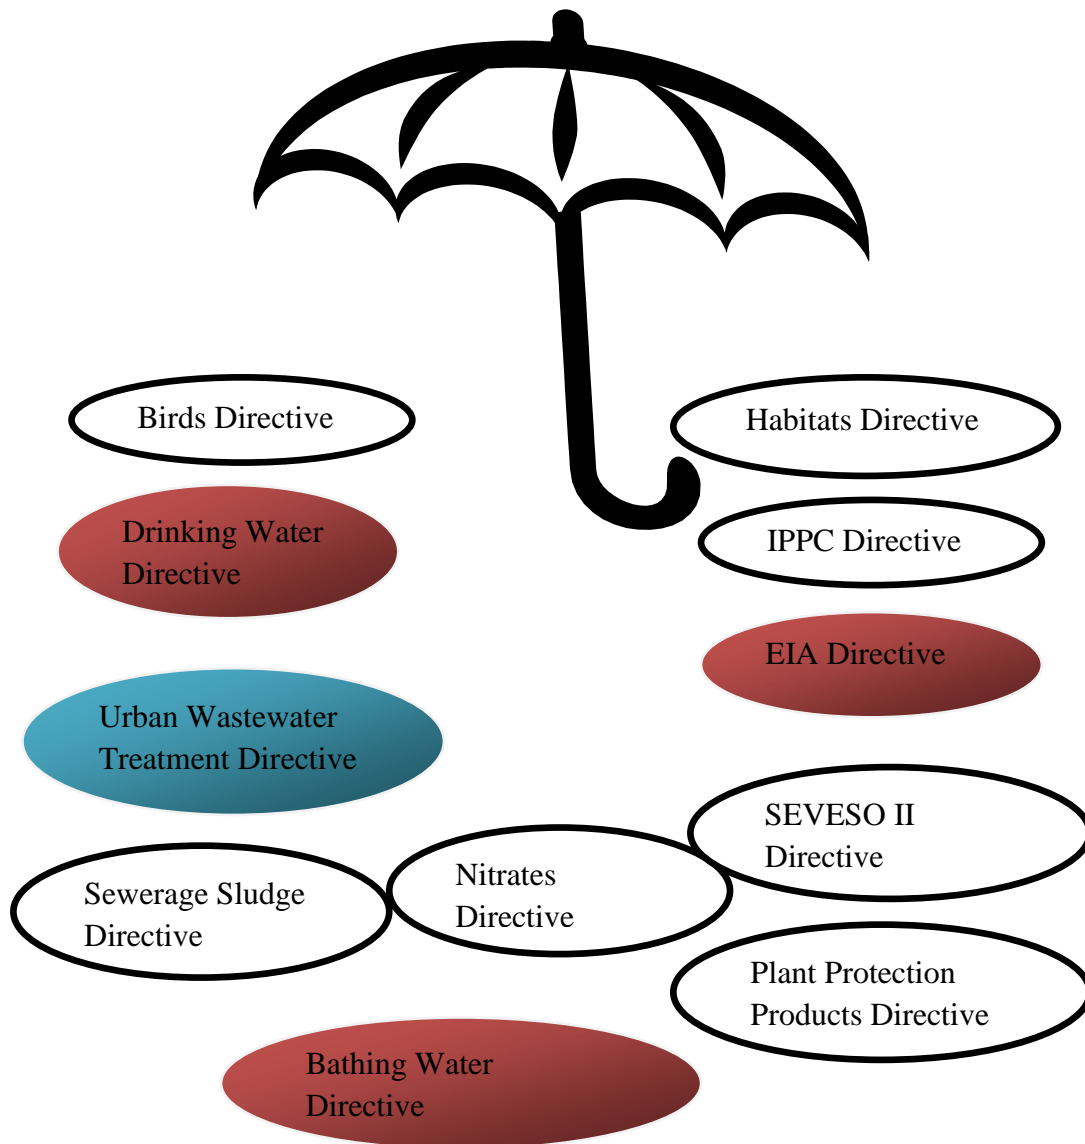 Birds Directive
Habitats Directive
Drinking Water
Directive
IPPC Directive
EIA Directive
Urban Wastewater
Treatment Directive
SEVESO II
Directive
Sewerage Sludge
Directive
Nitrates
Directive
Plant Protection
Products Directive
Bathing Water
Directive